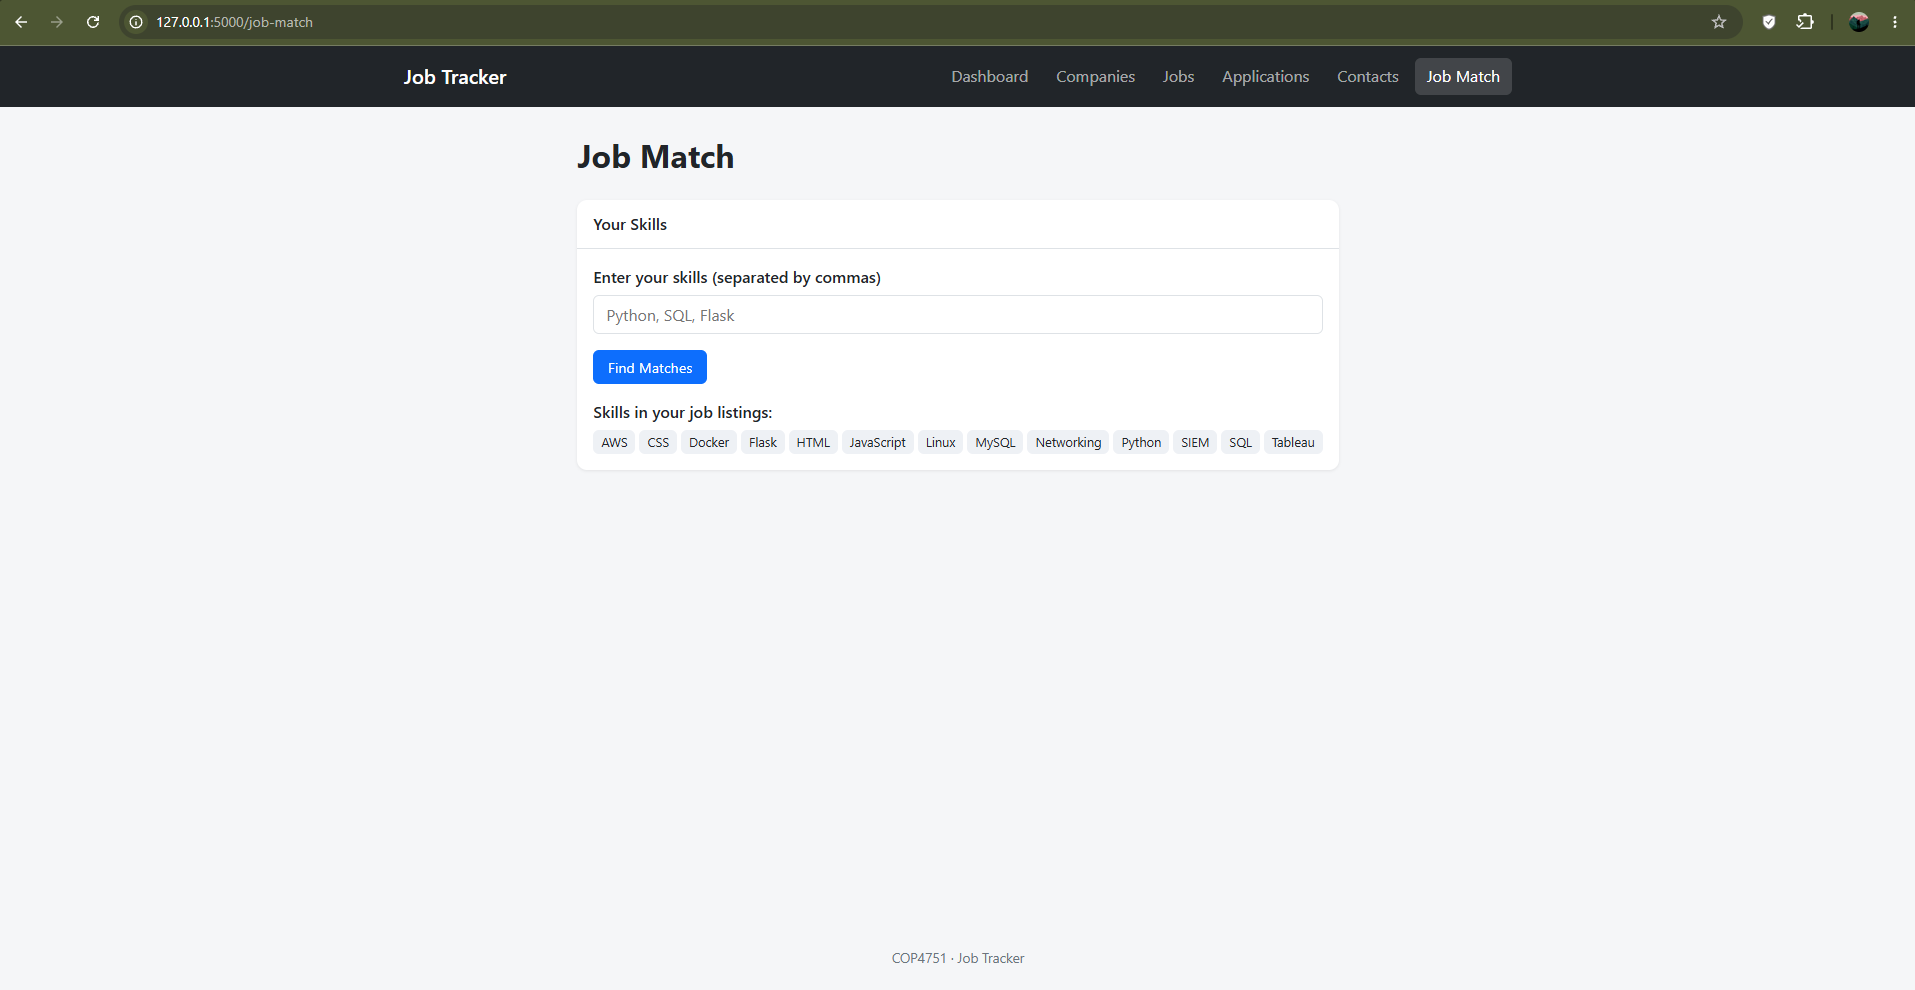 127.0.0.1:5000/job-match
Job Tracker Dashboard Companies Jobs Applications Contacts Job Match
Job Match
Your Skills
Enter your skills (separated by commas)
Python, SQL, Flask
Find Matches
Skills in your job listings:
AWS CSS Docker Flask HTML JavaScript Linux MySQL Networking Python SIEM SQL Tableau
COP4751 · Job Tracker